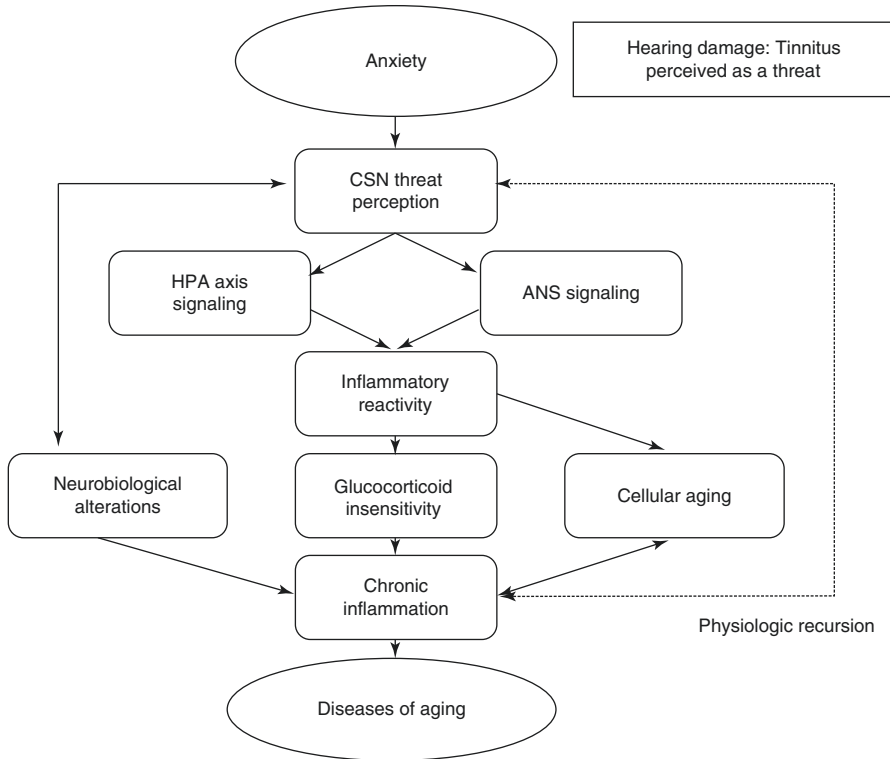 Anxiety
Hearing damage: Tinnitus
perceived as a threat
CSN threat
perception
HPA axis
signaling
ANS signaling
Inflammatory
reactivity
Neurobiological
alterations
Glucocorticoid
insensitivity
Cellular aging
Chronic
inflammation
Physiologic recursion
Diseases of aging